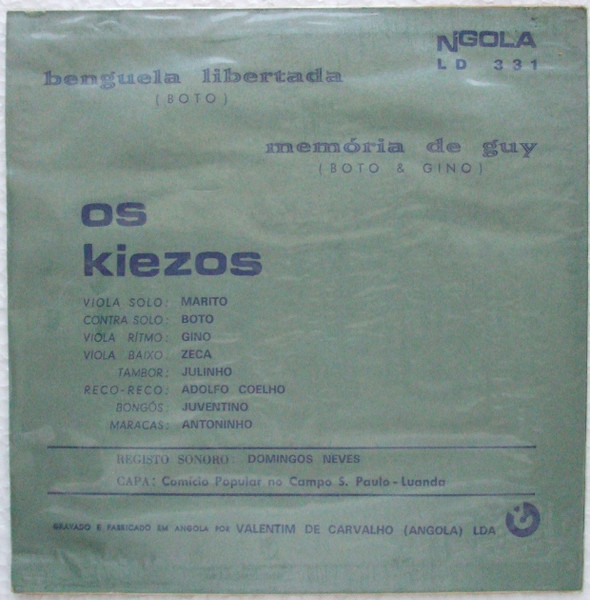 NGOLA
LD 331
benguela libertada
(BOTO)
memória de guy
(BOTO & GINO)
os
kiezos
VIOLA SOLO: MARITO
CONTRA SOLO: BOTO
VIOLA RÍTMO: GINO
VIOLA BAIXO: ZECA
TAMBOR: JULINHO
RECO-RECO: ADOLFO COELHO
BONGÓS: JUVENTINO
MARACAS: ANTONINHO
REGISTO SONORO: DOMINGOS NEVES
CAPA: Comício Popular no Campo S. Paulo - Luanda
GRAVADO E FABRICADO EM ANGOLA POR VALENTIM DE CARVALHO (ANGOLA) LDA